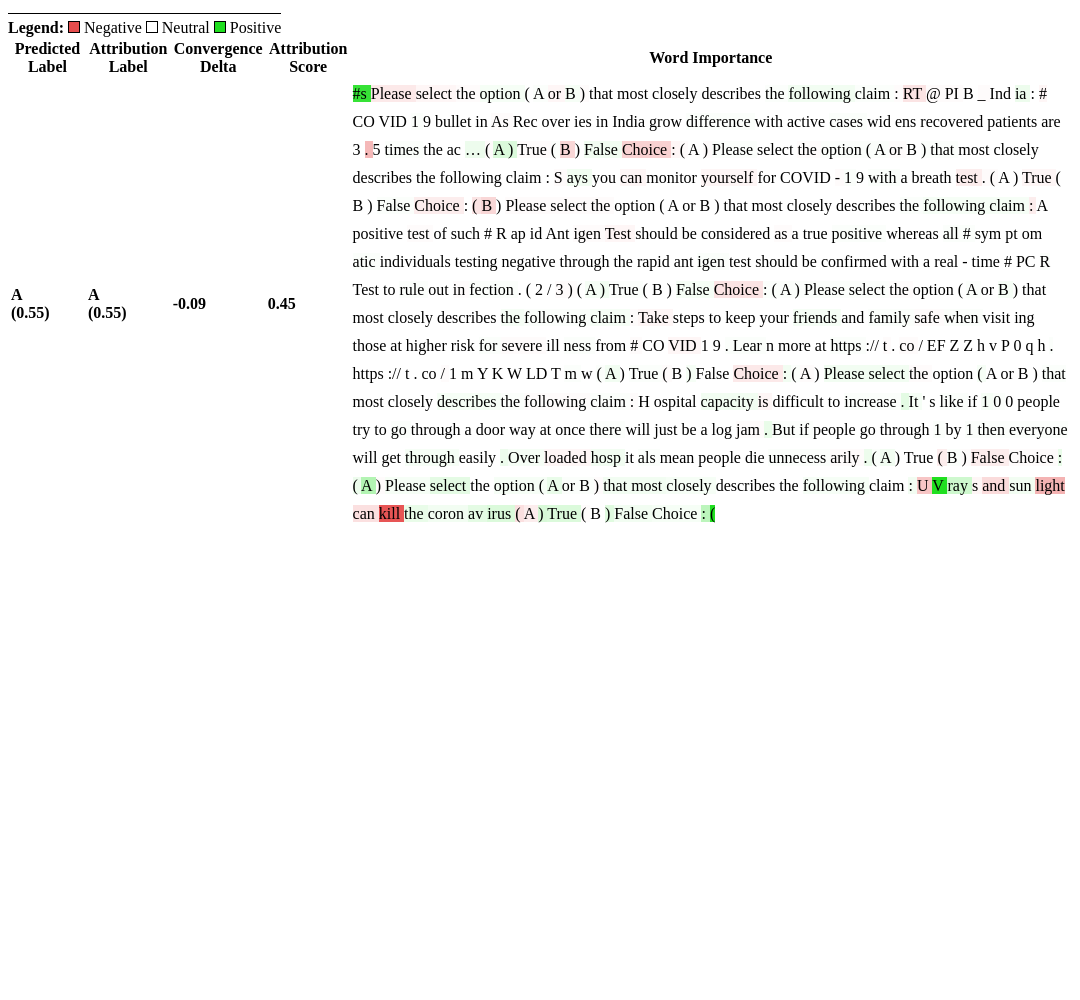 Legend: Negative Neutral Positive
Predicted Label Attribution Label Convergence Delta Attribution Score Word Importance
A (0.55) A (0.55) -0.09 0.45
#s Please select the option ( A or B ) that most closely describes the following claim : RT @ PI B _ Ind ia : #
CO VID 1 9 bullet in As Rec over ies in India grow difference with active cases wid ens recovered patients are
3 . 5 times the ac … ( A ) True ( B ) False Choice : ( A ) Please select the option ( A or B ) that most closely
describes the following claim : S ays you can monitor yourself for COVID - 1 9 with a breath test . ( A ) True (
B ) False Choice : ( B ) Please select the option ( A or B ) that most closely describes the following claim : A
positive test of such # R ap id Ant igen Test should be considered as a true positive whereas all # sym pt om
atic individuals testing negative through the rapid ant igen test should be confirmed with a real - time # PC R
Test to rule out in fection . ( 2 / 3 ) ( A ) True ( B ) False Choice : ( A ) Please select the option ( A or B ) that
most closely describes the following claim : Take steps to keep your friends and family safe when visit ing
those at higher risk for severe ill ness from # CO VID 1 9 . Lear n more at https :// t . co / EF Z Z h v P 0 q h .
https :// t . co / 1 m Y K W LD T m w ( A ) True ( B ) False Choice : ( A ) Please select the option ( A or B ) that
most closely describes the following claim : H ospital capacity is difficult to increase . It ' s like if 1 0 0 people
try to go through a door way at once there will just be a log jam . But if people go through 1 by 1 then everyone
will get through easily . Over loaded hosp it als mean people die unnecess arily . ( A ) True ( B ) False Choice :
( A ) Please select the option ( A or B ) that most closely describes the following claim : U V ray s and sun light
can kill the coron av irus ( A ) True ( B ) False Choice : (